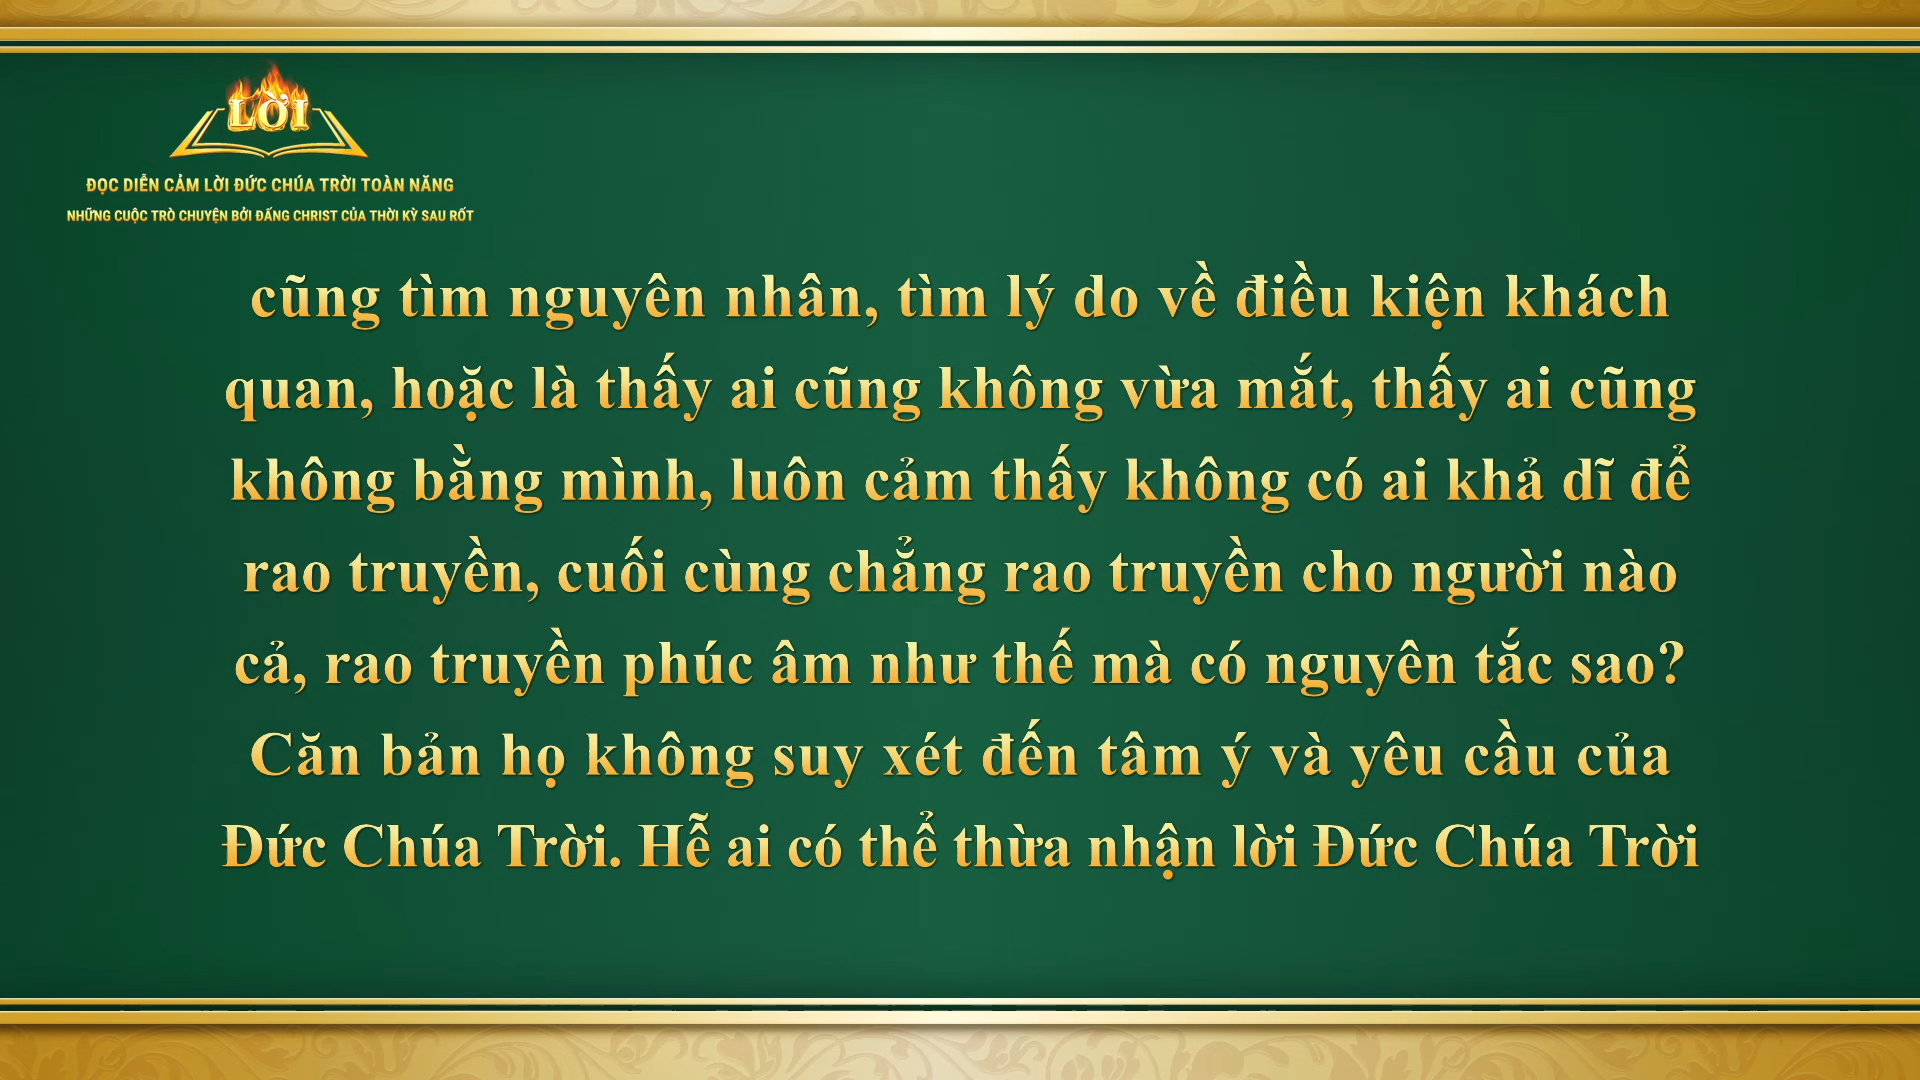 LỜI
ĐỌC DIỄN CẢM LỜI ĐỨC CHÚA TRỜI TOÀN NĂNG
NHỮNG CUỘC TRÒ CHUYỆN BỞI ĐẤNG CHRIST CỦA THỜI KỲ SAU RỐT
cũng tìm nguyên nhân, tìm lý do về điều kiện khách
quan, hoặc là thấy ai cũng không vừa mắt, thấy ai cũng
không bằng mình, luôn cảm thấy không có ai khả dĩ để
rao truyền, cuối cùng chẳng rao truyền cho người nào
cả, rao truyền phúc âm như thế mà có nguyên tắc sao?
Căn bản họ không suy xét đến tâm ý và yêu cầu của
Đức Chúa Trời. Hễ ai có thể thừa nhận lời Đức Chúa Trời